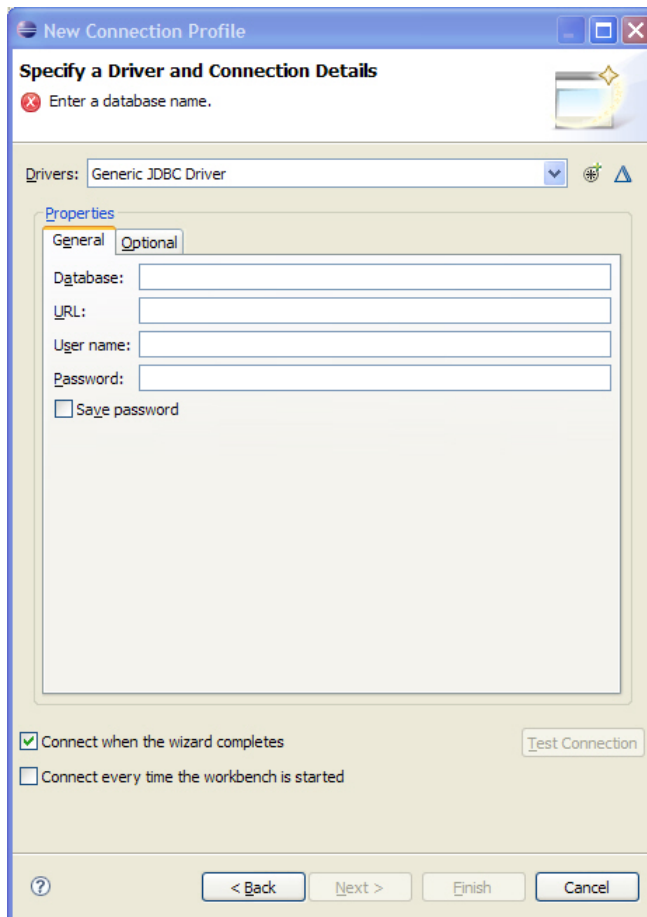 New Connection Profile
Specify a Driver and Connection Details
Enter a database name.
Drivers: Generic JDBC Driver
Properties
General Optional
Database:
URL:
User name:
Password:
Save password
Connect when the wizard completes Test Connection
Connect every time the workbench is started
? < Back Next > Finish Cancel